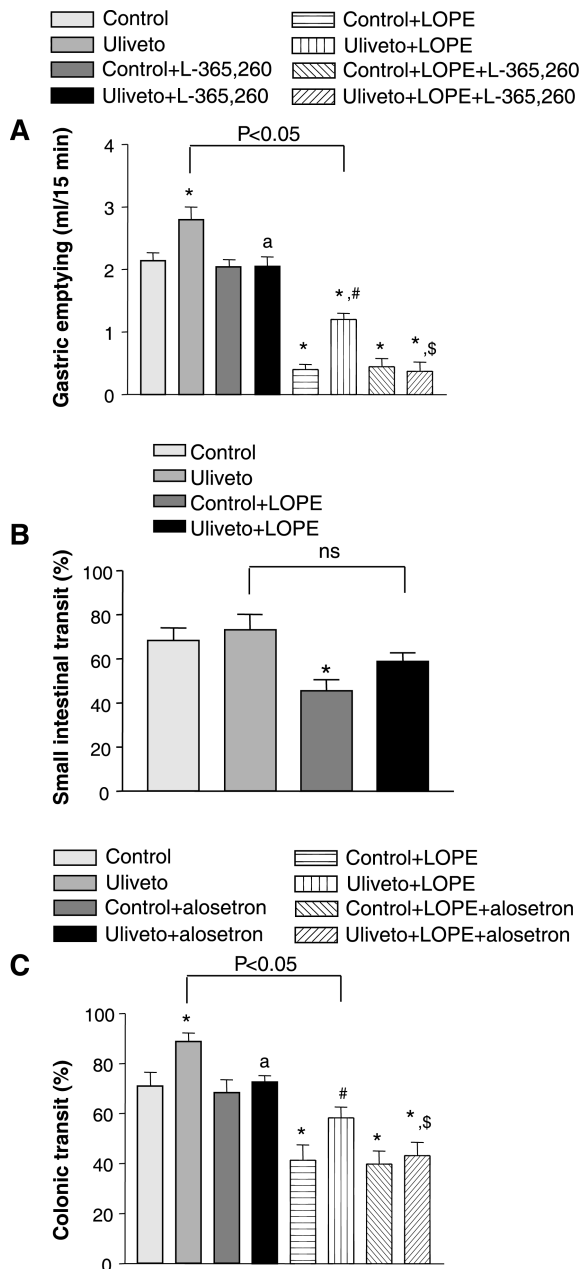 Control
Control+LOPE
Uliveto
Uliveto+LOPE
Control+L-365,260
Control+LOPE+L-365,260
Uliveto+L-365,260
Uliveto+LOPE+L-365,260
A
P<0.05
Gastric emptying (ml/15 min)
4
3
2
1
0
*
a
*
*,#
*
*,$
Control
Uliveto
Control+LOPE
Uliveto+LOPE
B
ns
Small intestinal transit (%)
100
80
60
40
20
0
*
Control
Control+LOPE
Uliveto
Uliveto+LOPE
Control+alosetron
Control+LOPE+alosetron
Uliveto+alosetron
Uliveto+LOPE+alosetron
C
P<0.05
Colonic transit (%)
100
80
60
40
20
0
*
a
*
#
*
*,$